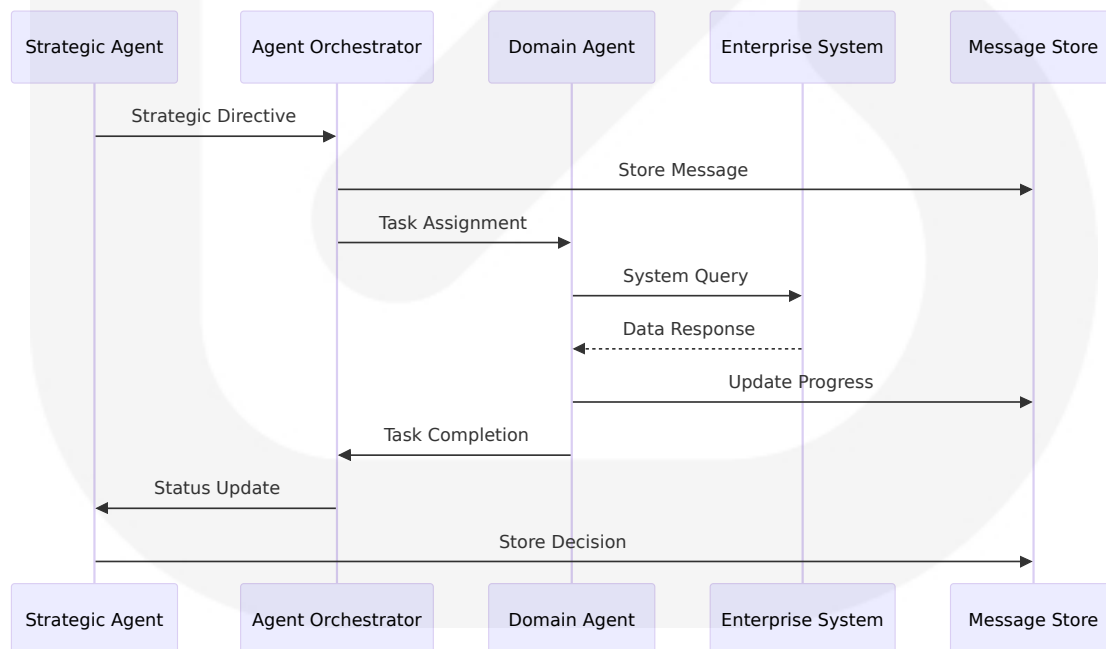 Strategic Agent
Agent Orchestrator
Domain Agent
Enterprise System
Message Store
Strategic Directive
Store Message
Task Assignment
System Query
Data Response
Update Progress
Task Completion
Status Update
Store Decision
Strategic Agent
Agent Orchestrator
Domain Agent
Enterprise System
Message Store